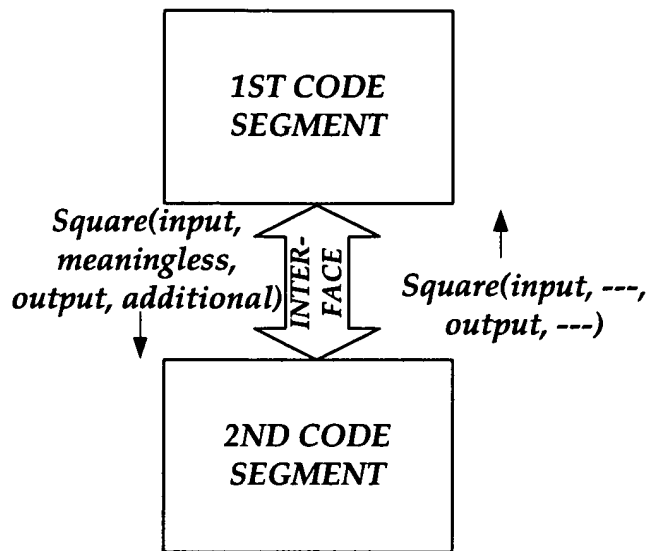 1ST CODE
SEGMENT
Square(input,
meaningless,
output, additional)
INTER-
FACE
Square(input, ---,
output, ---)
2ND CODE
SEGMENT